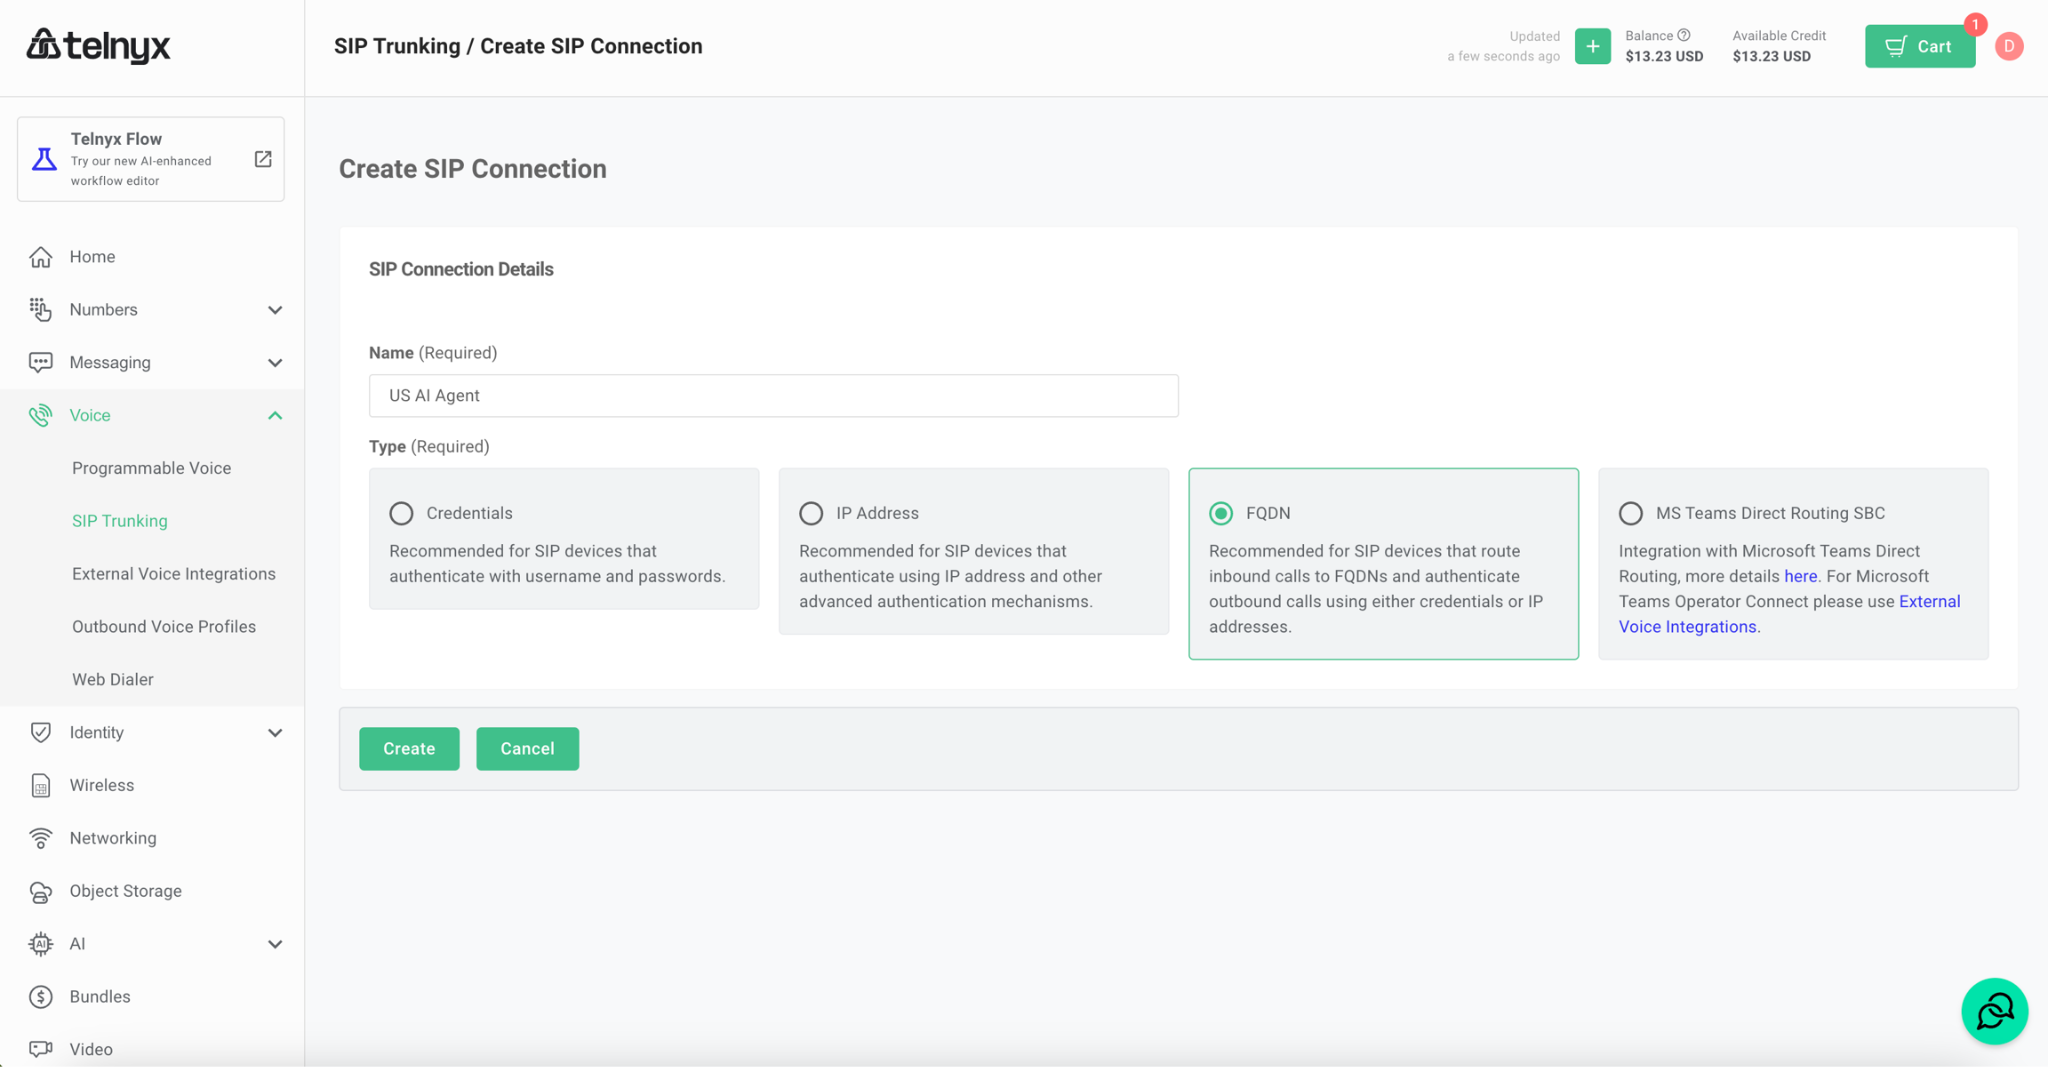 telnyx
SIP Trunking / Create SIP Connection
Updated
a few seconds ago
+
Balance ?
$13.23 USD
Available Credit
$13.23 USD
Cart
1
D
Telnyx Flow
Try our new AI-enhanced
workflow editor
Home
Numbers
Messaging
Voice
Programmable Voice
SIP Trunking
External Voice Integrations
Outbound Voice Profiles
Web Dialer
Identity
Wireless
Networking
Object Storage
AI
AI
$
Bundles
Video
Create SIP Connection
SIP Connection Details
Name (Required)
US AI Agent
Type (Required)
Credentials
Recommended for SIP devices that
authenticate with username and passwords.
IP Address
Recommended for SIP devices that
authenticate using IP address and other
advanced authentication mechanisms.
FQDN
Recommended for SIP devices that route
inbound calls to FQDNs and authenticate
outbound calls using either credentials or IP
addresses.
MS Teams Direct Routing SBC
Integration with Microsoft Teams Direct
Routing, more details here. For Microsoft
Teams Operator Connect please use External
Voice Integrations.
Create
Cancel